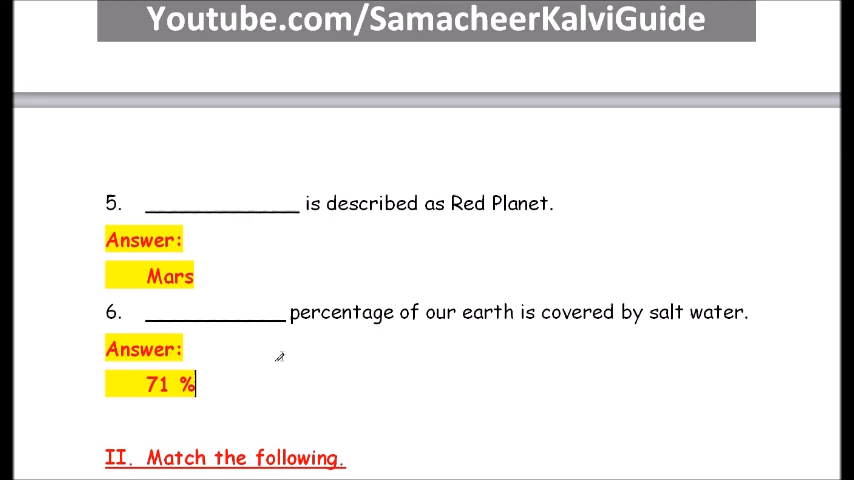 Youtube.com/SamacheerKalviGuide
5. ____________ is described as Red Planet.
Answer:
Mars
6. ___________ percentage of our earth is covered by salt water.
Answer:
71 %
II. Match the following.